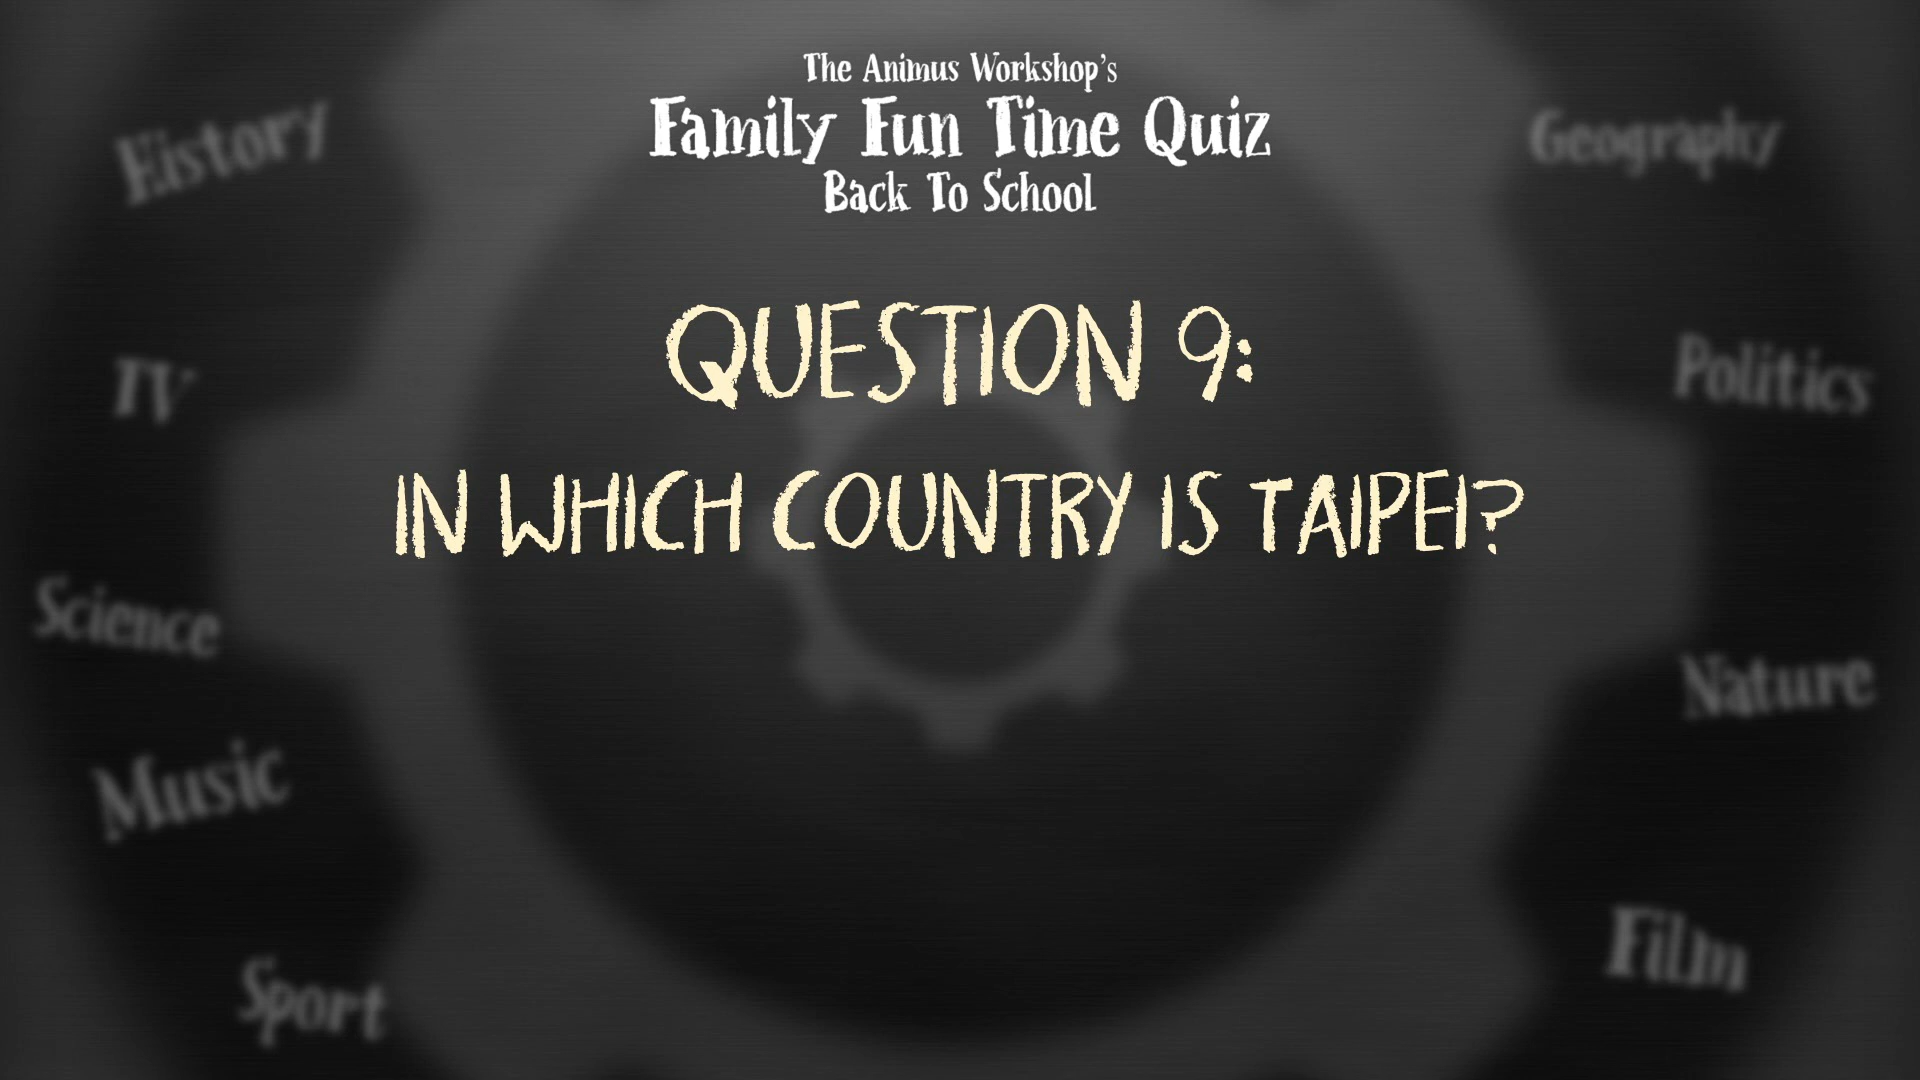 The Animus Workshop's
Family Fun Time Quiz
Back To School
History
Geography
QUESTION 9:
TV
Politics
IN WHICH COUNTRY IS TAIPEI?
Science
Nature
Music
Film
Sport